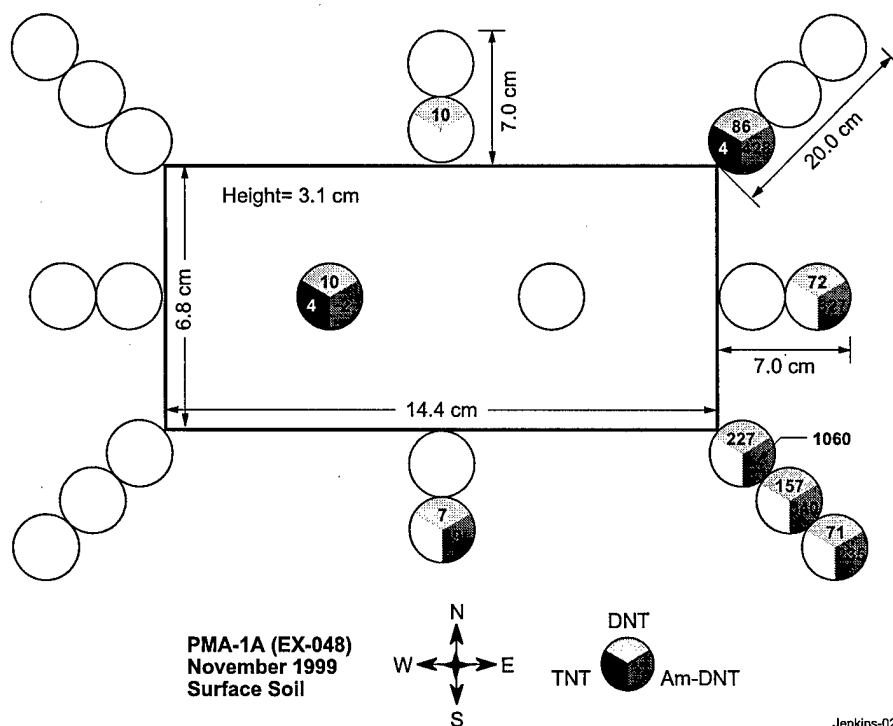 10
7.0 cm
86
4
20.0 cm
Height= 3.1 cm
6.8 cm
10
4
72
7.0 cm
14.4 cm
227
1060
157
71
7
PMA-1A (EX-048)
November 1999
Surface Soil
N
W
E
S
DNT
TNT
Am-DNT